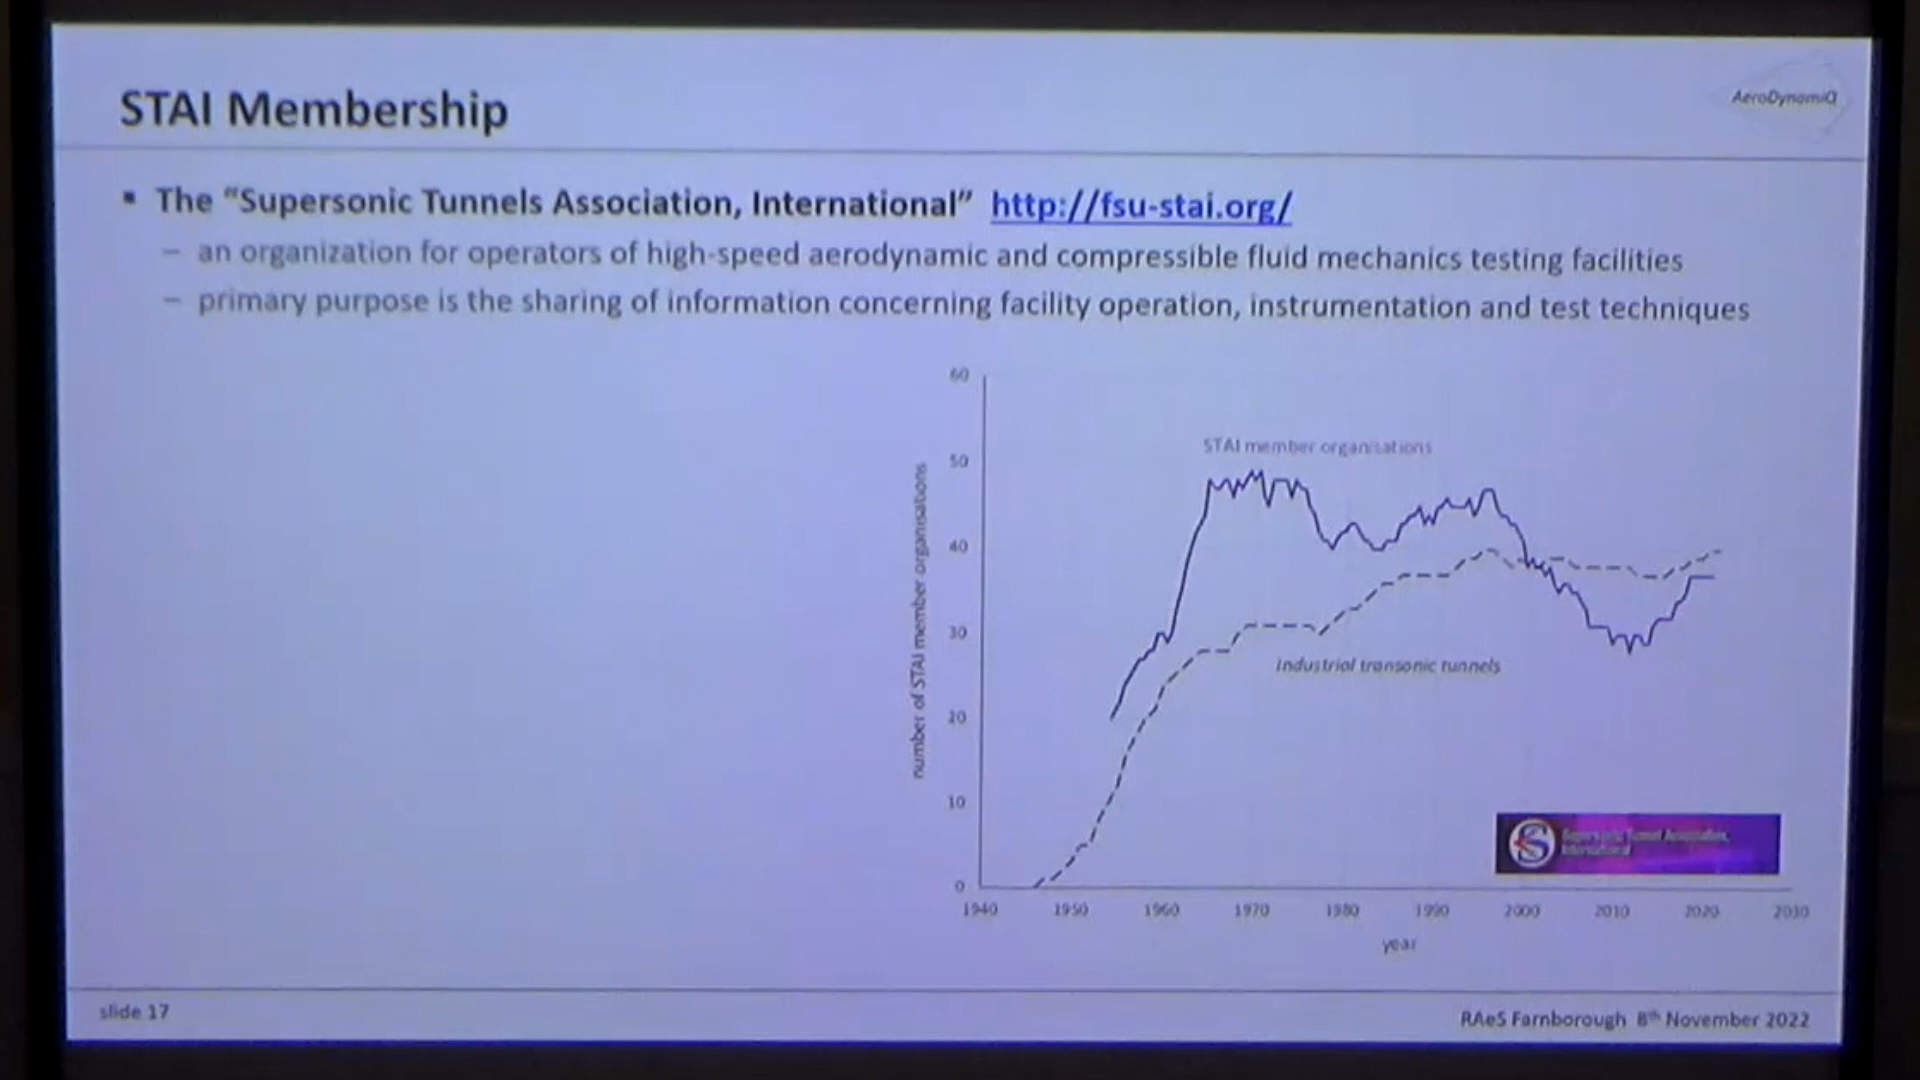 STAI Membership
AeroDynamiQ
▪ The "Supersonic Tunnels Association, International" http://fsu-stai.org/
– an organization for operators of high-speed aerodynamic and compressible fluid mechanics testing facilities
– primary purpose is the sharing of information concerning facility operation, instrumentation and test techniques
60
50
40
30
20
10
0
number of STAI member organisations
STAI member organisations
industrial transonic tunnels
Supersonic Tunnel Association,
International
1940 1950 1960 1970 1980 1990 2000 2010 2020 2030
year
slide 17
RAeS Farnborough 8th November 2022